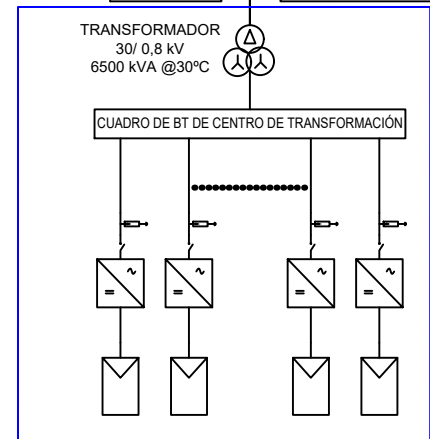 TRANSFORMADOR
30/ 0,8 kV
6500 kVA @30ºC
CUADRO DE BT DE CENTRO DE TRANSFORMACIÓN